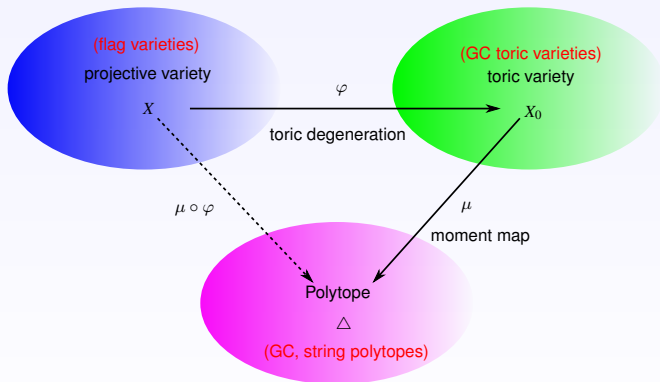 (flag varieties)
projective variety
X
(GC toric varieties)
toric variety
X₀
φ
toric degeneration
μ ∘ φ
μ
moment map
Polytope
△
(GC, string polytopes)